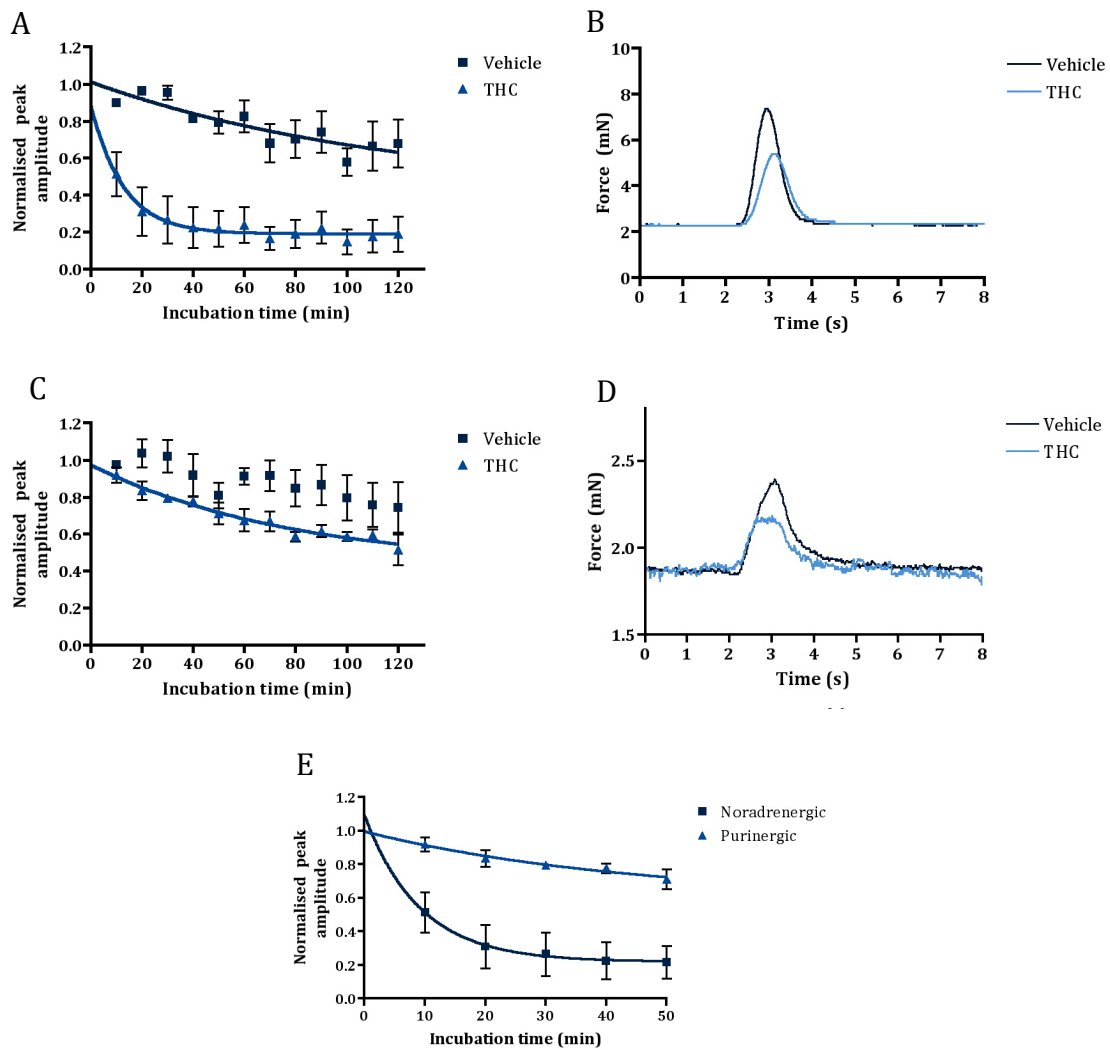 A
Normalised peak
amplitude
1.2
1.0
0.8
0.6
0.4
0.2
0.0
0 20 40 60 80 100 120
Incubation time (min)
Vehicle
THC
B
Force (mN)
10
8
6
4
2
0
0 1 2 3 4 5 6 7 8
Time (s)
Vehicle
THC
C
Normalised peak
amplitude
1.2
1.0
0.8
0.6
0.4
0.2
0.0
0 20 40 60 80 100 120
Incubation time (min)
Vehicle
THC
D
Force (mN)
2.5
2.0
1.5
0 1 2 3 4 5 6 7 8
Time (s)
Vehicle
THC
E
Normalised peak
amplitude
1.2
1.0
0.8
0.6
0.4
0.2
0.0
0 10 20 30 40 50
Incubation time (min)
Noradrenergic
Purinergic